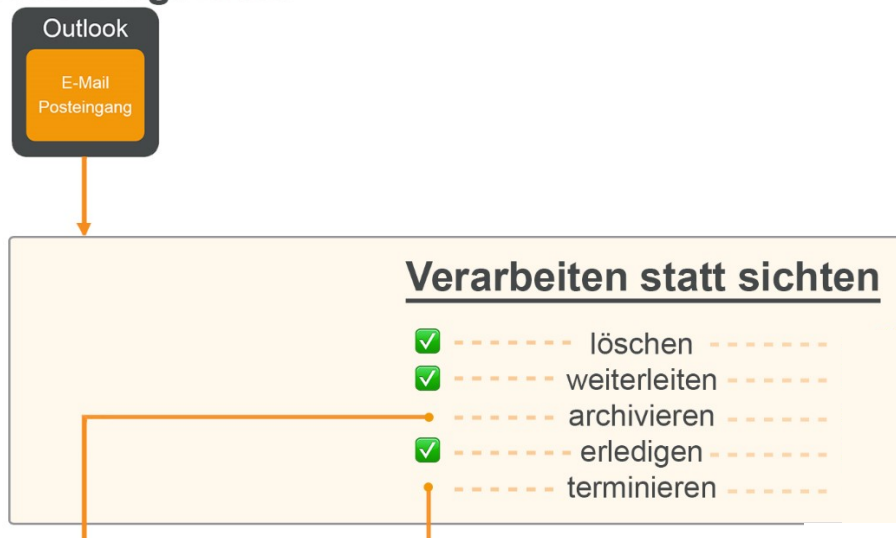 Outlook
E-Mail
Posteingang
Verarbeiten statt sichten
löschen
weiterleiten
archivieren
erledigen
terminieren